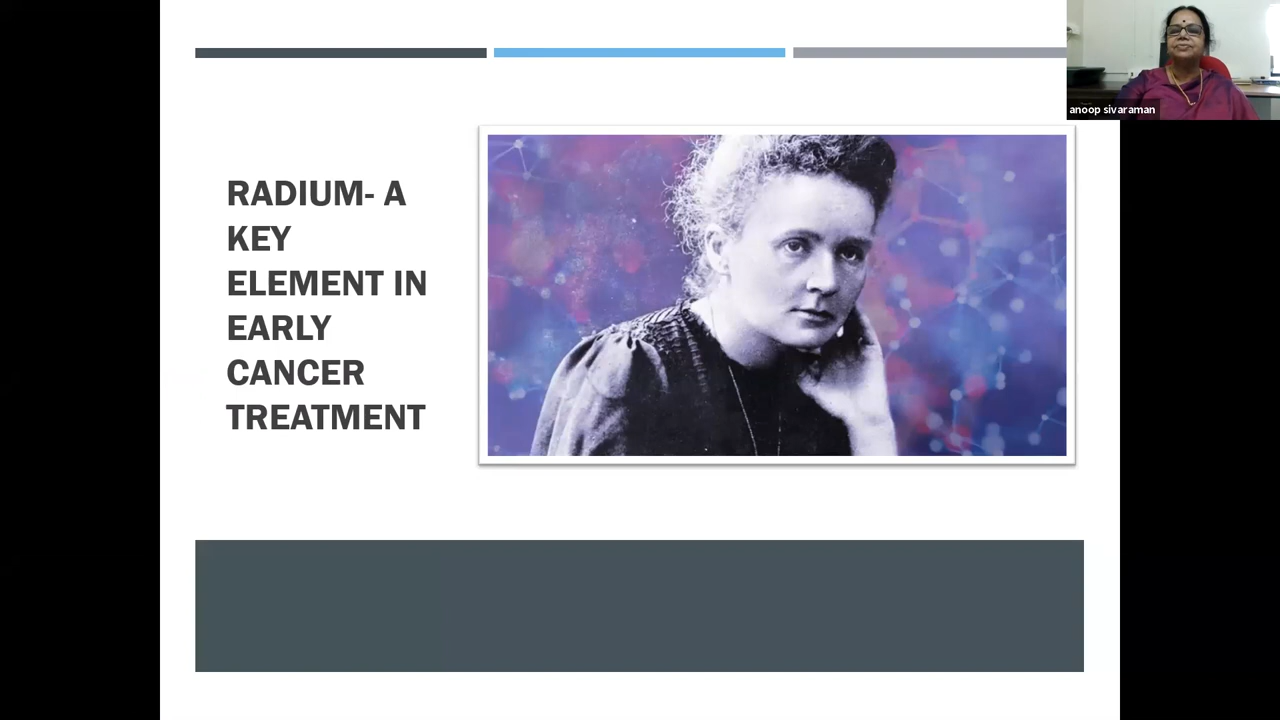 RADIUM- A
KEY
ELEMENT IN
EARLY
CANCER
TREATMENT
anoop sivaraman